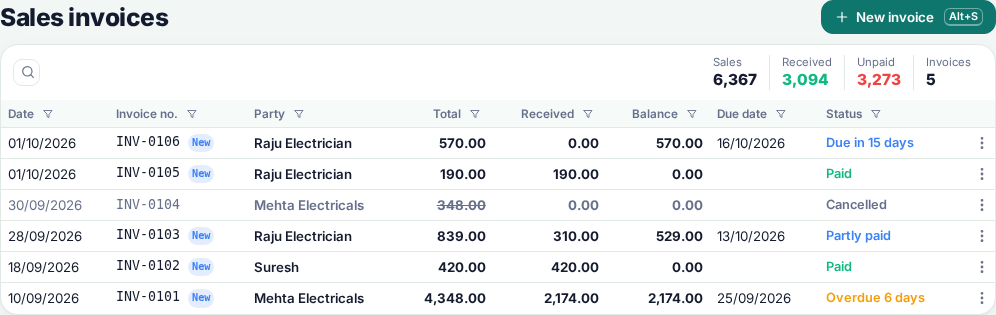 Sales invoices
New invoice Alt+S
Sales Received Unpaid Invoices
6,367 3,094 3,273 5
Date Invoice no. Party Total Received Balance Due date Status
01/10/2026 INV-0106 New Raju Electrician 570.00 0.00 570.00 16/10/2026 Due in 15 days
01/10/2026 INV-0105 New Raju Electrician 190.00 190.00 0.00 Paid
30/09/2026 INV-0104 Mehta Electricals 348.00 0.00 0.00 Cancelled
28/09/2026 INV-0103 New Raju Electrician 839.00 310.00 529.00 13/10/2026 Partly paid
18/09/2026 INV-0102 New Suresh 420.00 420.00 0.00 Paid
10/09/2026 INV-0101 New Mehta Electricals 4,348.00 2,174.00 2,174.00 25/09/2026 Overdue 6 days